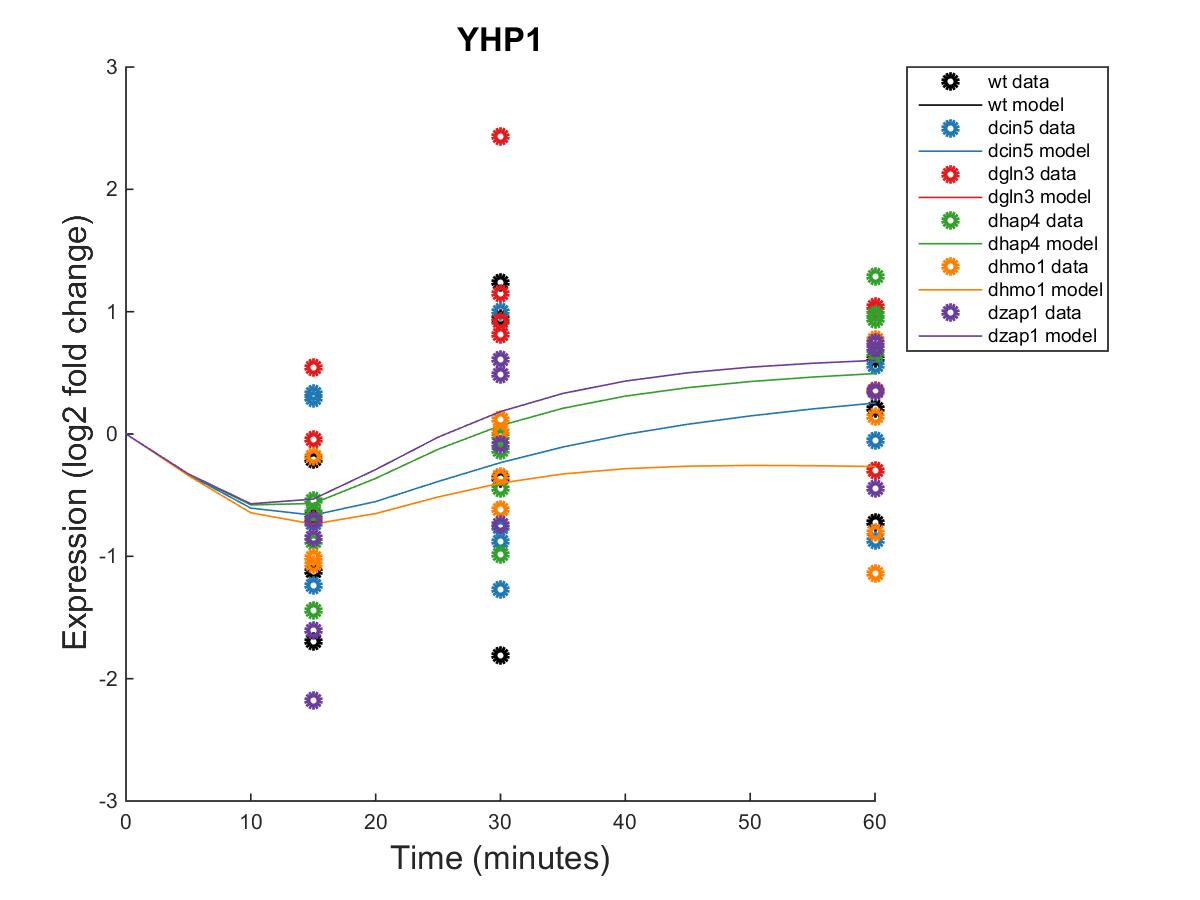 YHP1
3
2
1
0
-1
-2
-3
Expression (log2 fold change)
0 10 20 30 40 50 60
Time (minutes)
wt data
wt model
dcin5 data
dcin5 model
dgln3 data
dgln3 model
dhap4 data
dhap4 model
dhmo1 data
dhmo1 model
dzap1 data
dzap1 model